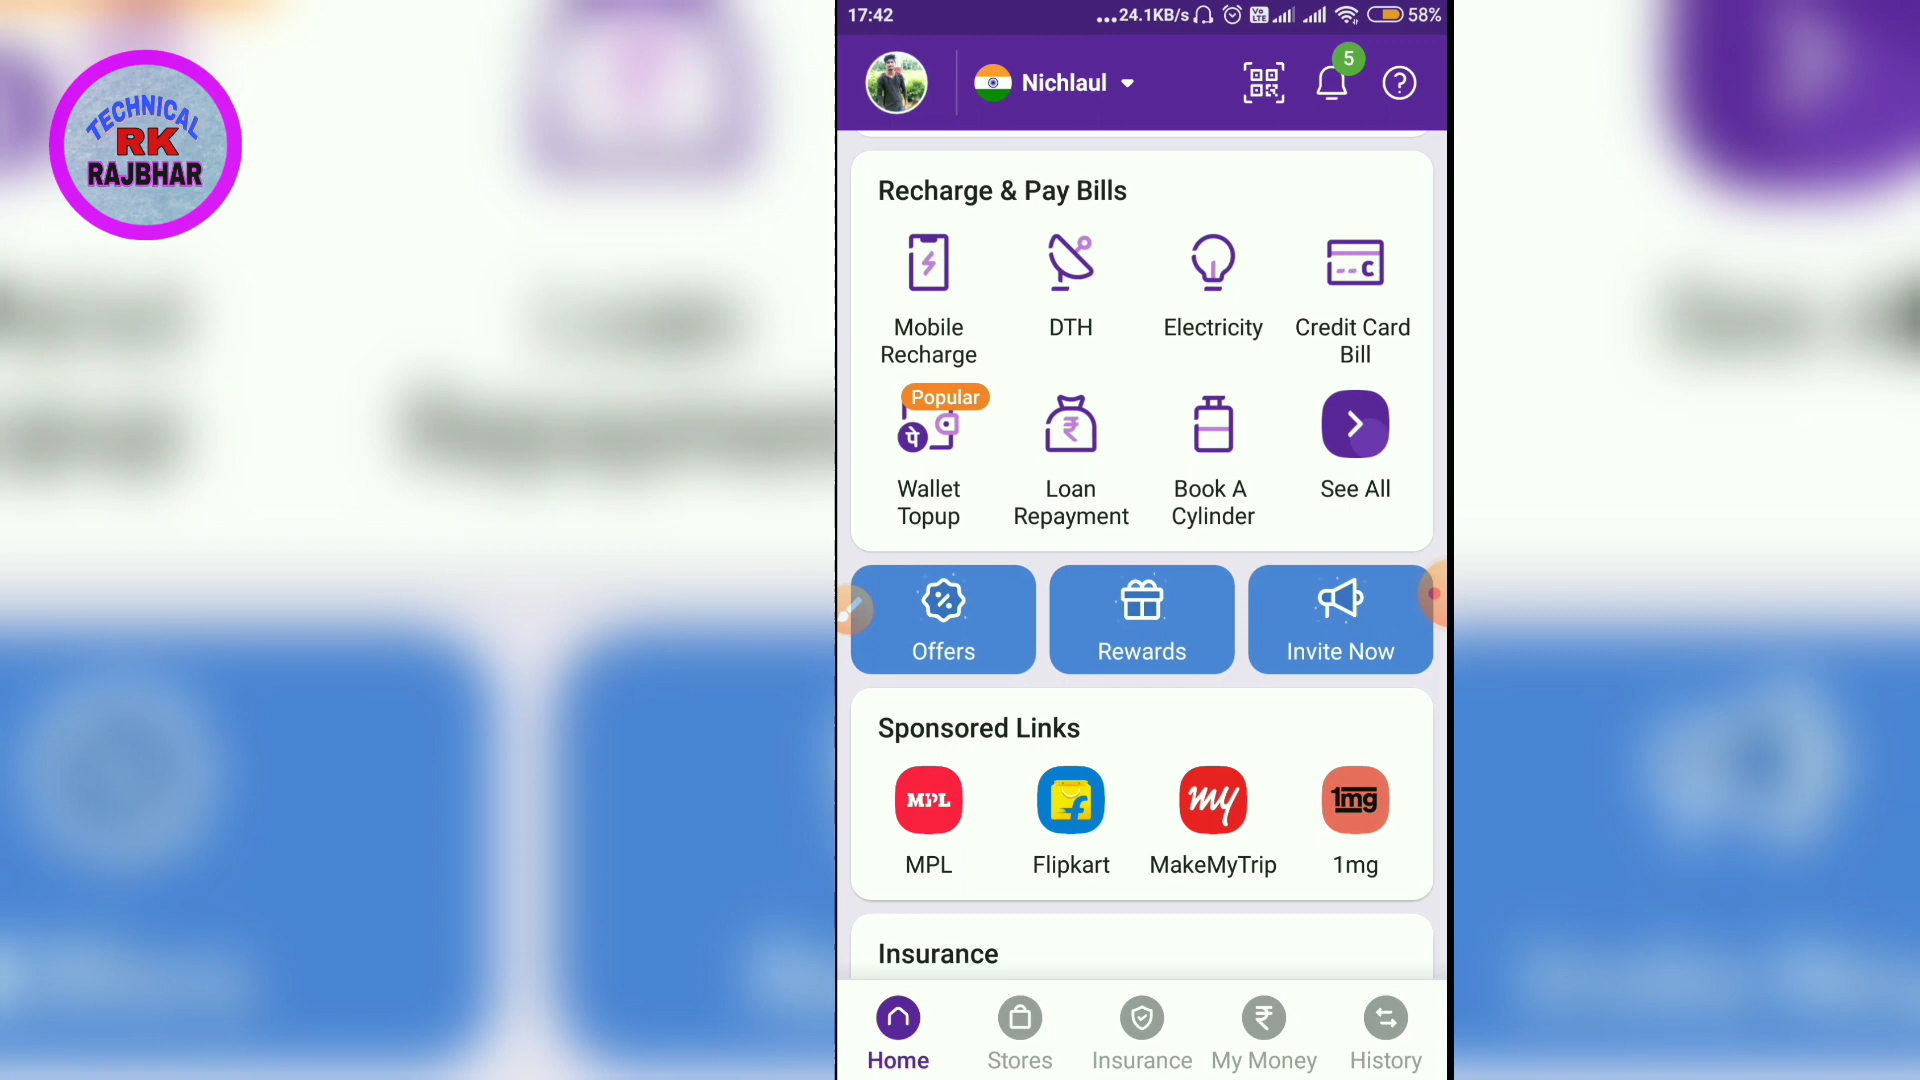 TECHNICAL
RK
RAJBHAR
17:42
...24.1KB/s
Vo
LTE
58%
Nichlaul
5
Recharge & Pay Bills
Mobile
Recharge
DTH
Electricity
Credit Card
Bill
Popular
पे
Wallet
Topup
Loan
Repayment
Book A
Cylinder
See All
Offers
Rewards
Invite Now
Sponsored Links
MPL
my
1mg
MPL
Flipkart
MakeMyTrip
1mg
Insurance
Home
Stores
Insurance
My Money
History